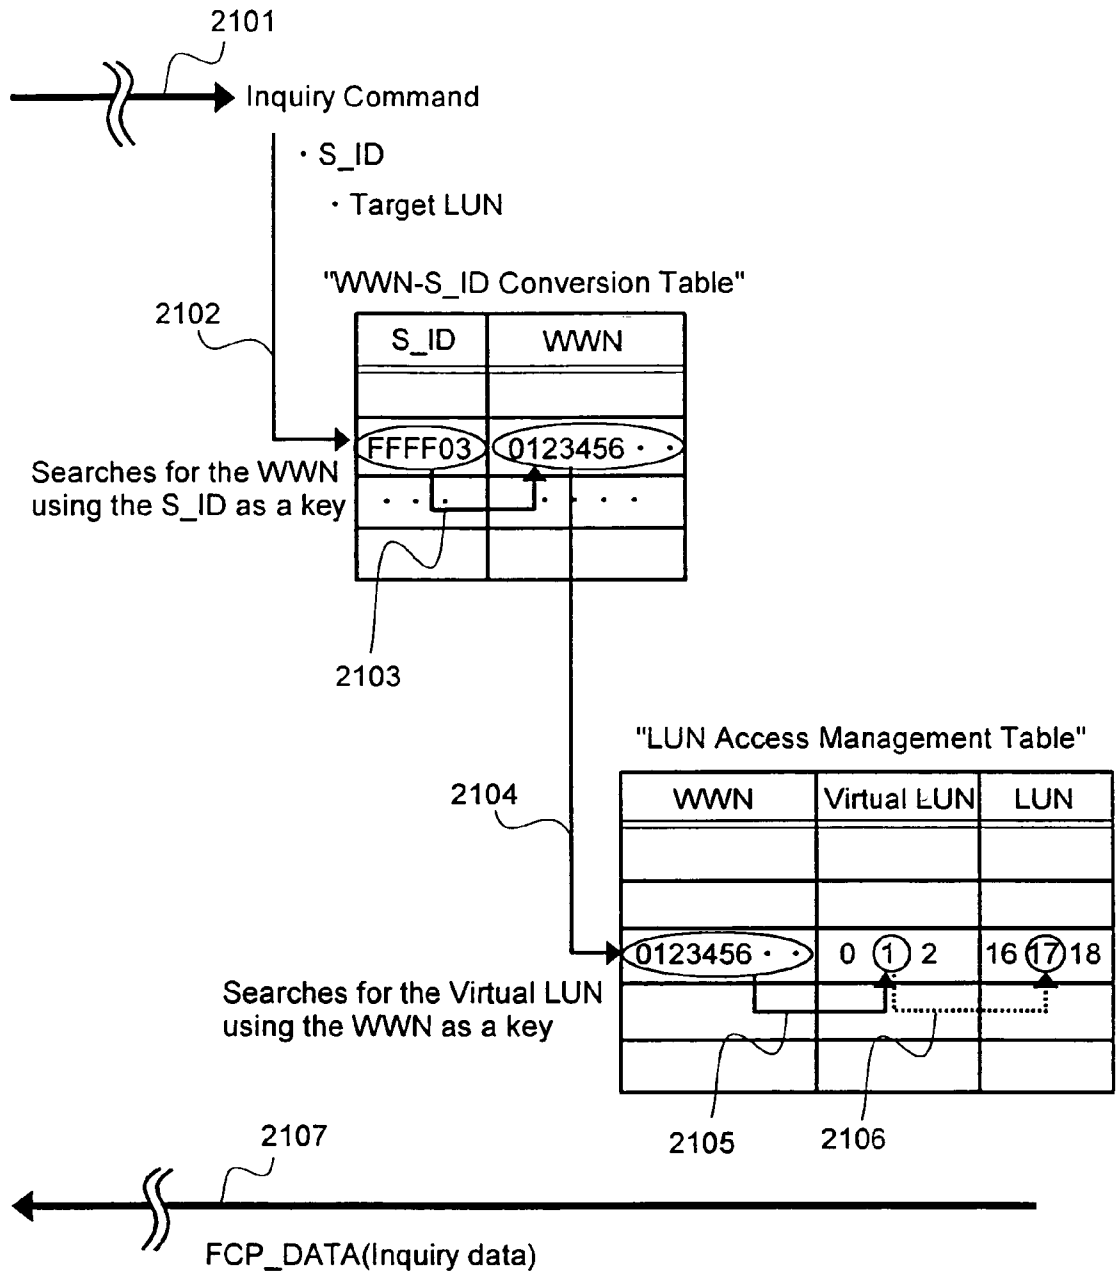 2101
Inquiry Command
· S_ID
· Target LUN
"WWN-S_ID Conversion Table"
2102
S_ID WWN
FFFF03 0123456 · ·
Searches for the WWN
using the S_ID as a key
· · · · · · · ·
2103
"LUN Access Management Table"
2104
WWN Virtual LUN LUN
0123456 · · 0 1 2 16 17 18
Searches for the Virtual LUN
using the WWN as a key
2105 2106
2107
FCP_DATA(Inquiry data)